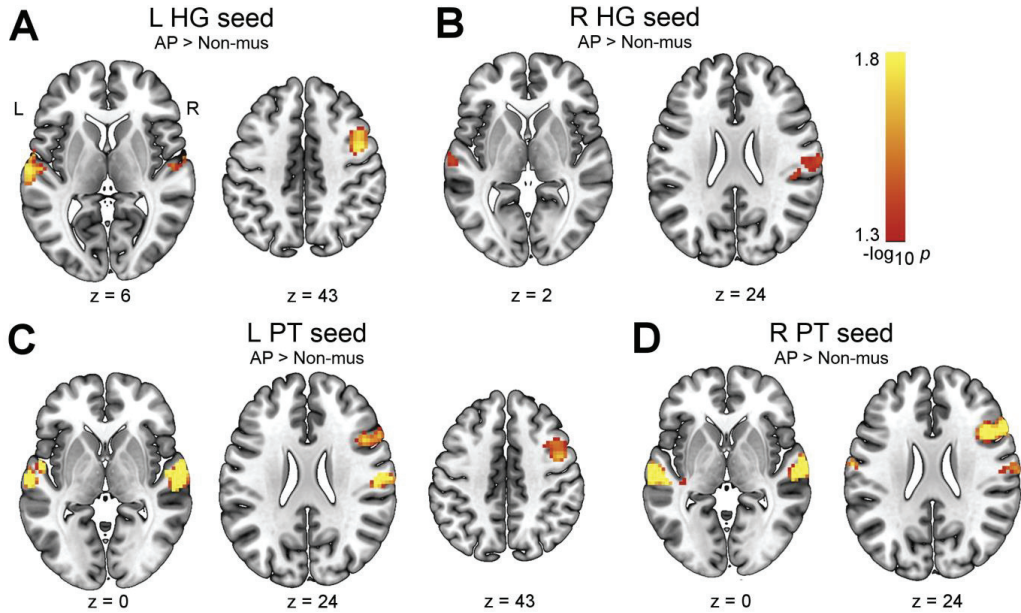 A
L HG seed
AP > Non-mus
L
R
z = 6
z = 43
B
R HG seed
AP > Non-mus
z = 2
z = 24
1.8
1.3
-log10 p
C
L PT seed
AP > Non-mus
z = 0
z = 24
z = 43
D
R PT seed
AP > Non-mus
z = 0
z = 24